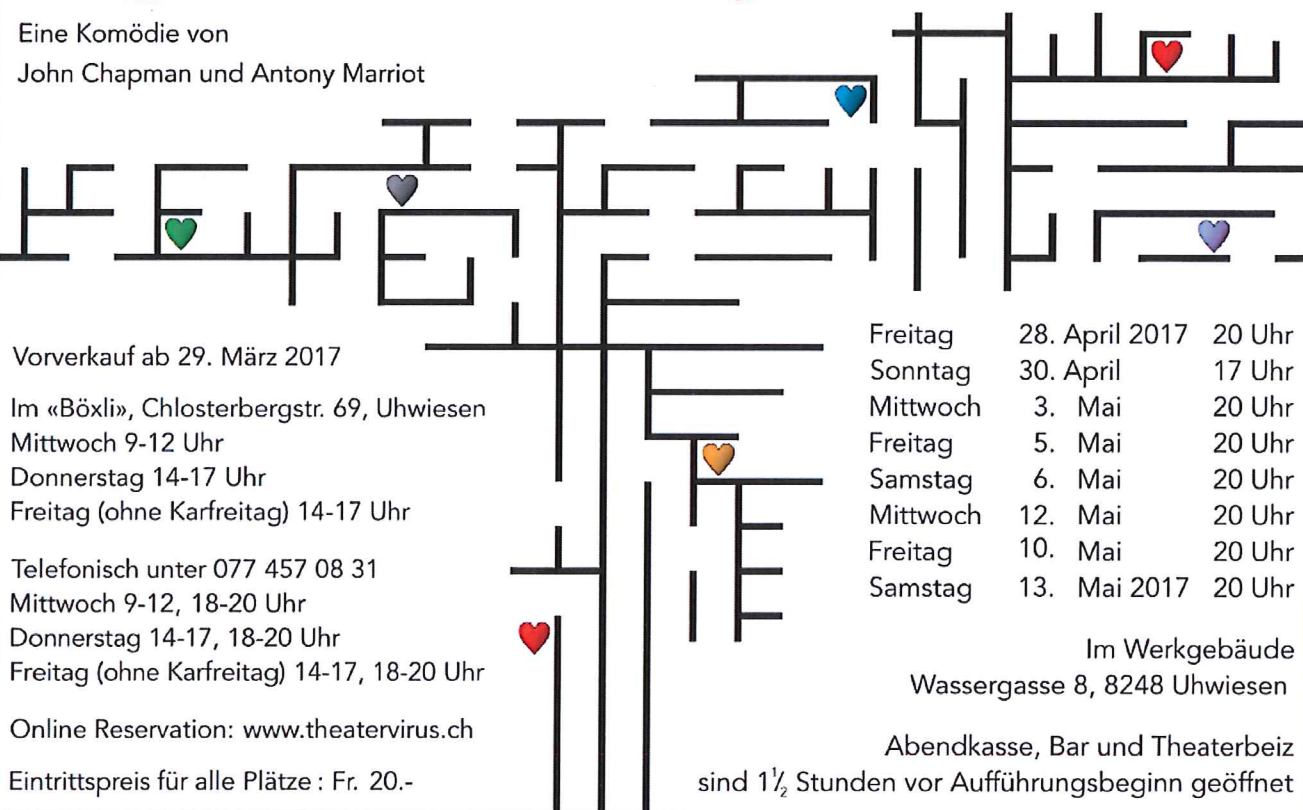 Eine Komödie von
John Chapman und Antony Marriot
Vorverkauf ab 29. März 2017
Im «Böxli», Chlosterbergstr. 69, Uhwiesen
Mittwoch 9-12 Uhr
Donnerstag 14-17 Uhr
Freitag (ohne Karfreitag) 14-17 Uhr
Telefonisch unter 077 457 08 31
Mittwoch 9-12, 18-20 Uhr
Donnerstag 14-17, 18-20 Uhr
Freitag (ohne Karfreitag) 14-17, 18-20 Uhr
Online Reservation: www.theatervirus.ch
Eintrittspreis für alle Plätze : Fr. 20.-
Freitag 28. April 2017 20 Uhr
Sonntag 30. April 17 Uhr
Mittwoch 3. Mai 20 Uhr
Freitag 5. Mai 20 Uhr
Samstag 6. Mai 20 Uhr
Mittwoch 12. Mai 20 Uhr
Freitag 10. Mai 20 Uhr
Samstag 13. Mai 2017 20 Uhr
Im Werkgebäude
Wassergasse 8, 8248 Uhwiesen
Abendkasse, Bar und Theaterbeiz
sind 1½ Stunden vor Aufführungsbeginn geöffnet